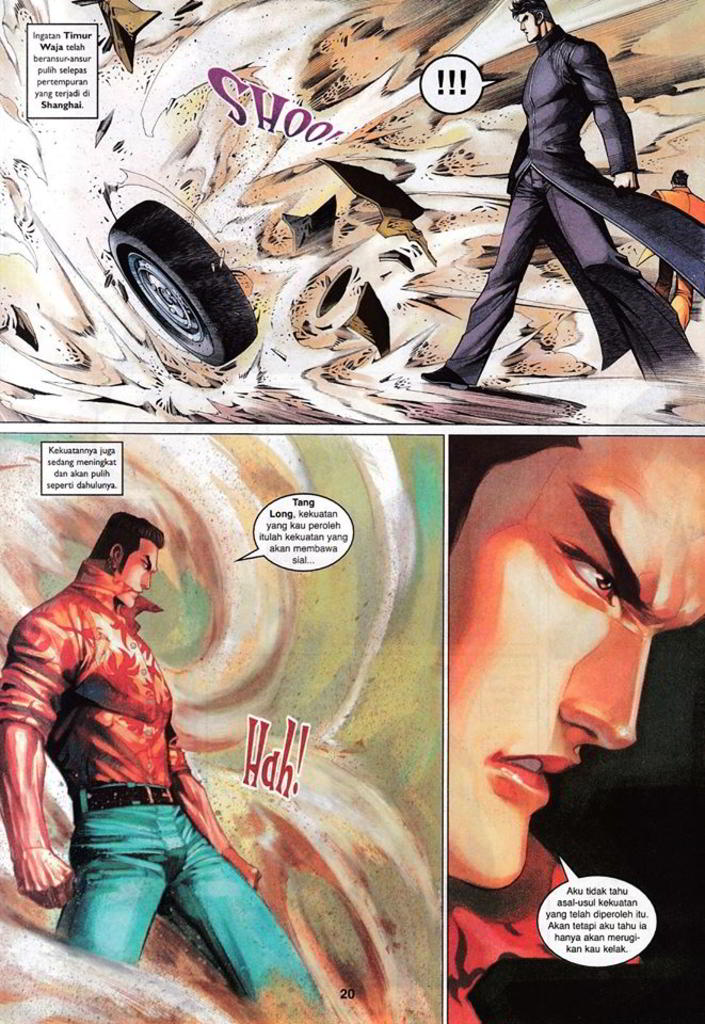 Ingatan Timur
Waja telah
beransur-ansur
pulih selepas
pertempuran
yang terjadi di
Shanghai.
SHOO!
!!!
Kekuatannya juga
sedang meningkat
dan akan pulih
seperti dahulunya.
Tang
Long, kekuatan
yang kau peroleh
itulah kekuatan yang
akan membawa
sial...
Hah!
Aku tidak tahu
asal-usul kekuatan
yang telah diperoleh itu.
Akan tetapi aku tahu ia
hanya akan merugi-
kan kau kelak.
20